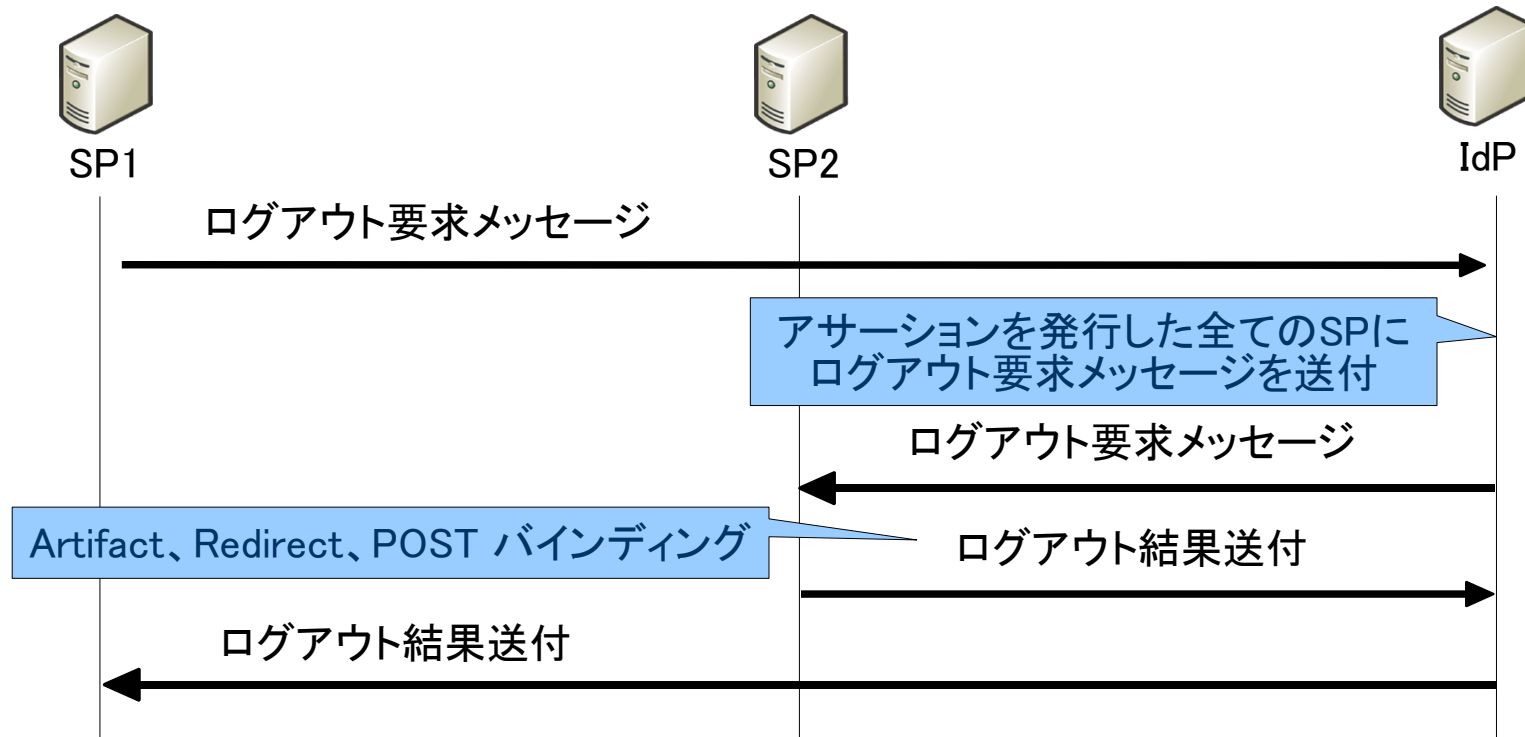 SP1
SP2
IdP
ログアウト要求メッセージ
アサーションを発行した全てのSPに
ログアウト要求メッセージを送付
ログアウト要求メッセージ
Artifact、Redirect、POST バインディング
ログアウト結果送付
ログアウト結果送付